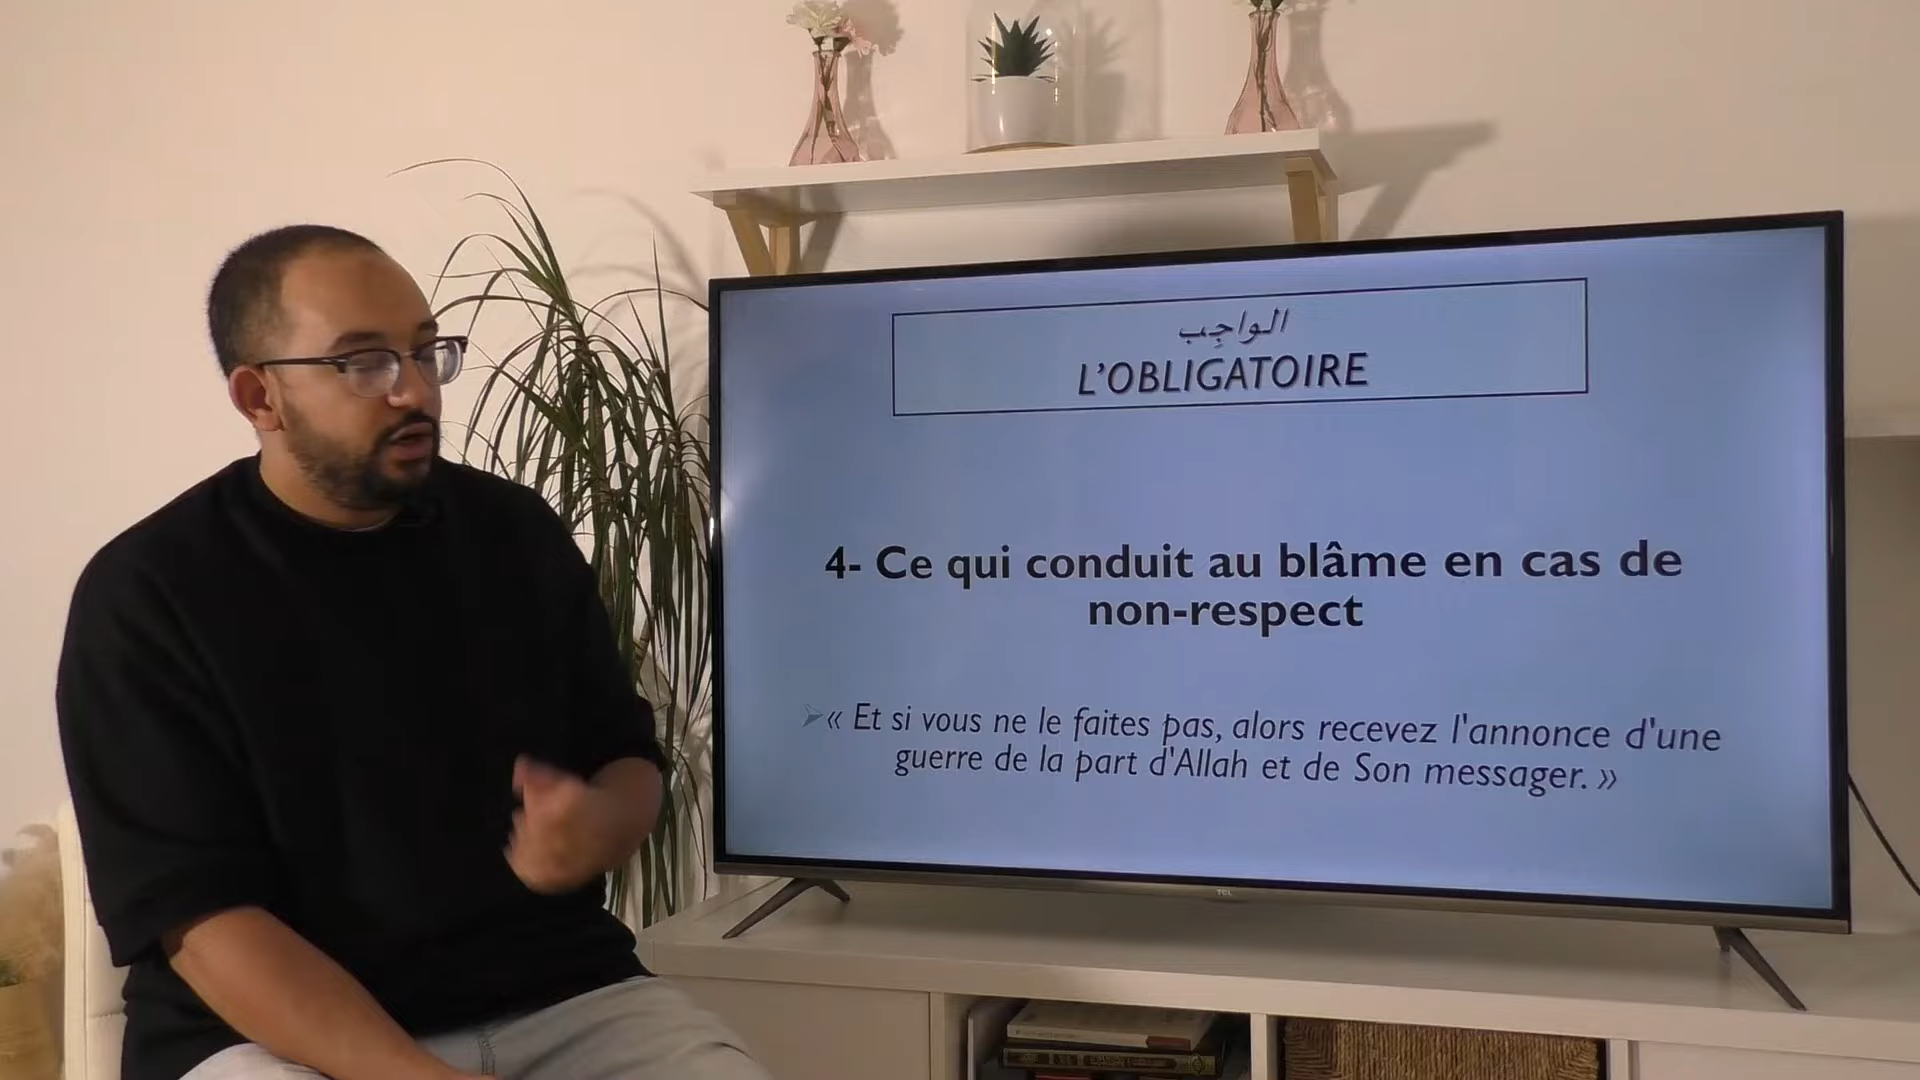 الواجِب
L'OBLIGATOIRE
4- Ce qui conduit au blâme en cas de
non-respect
« Et si vous ne le faites pas, alors recevez l'annonce d'une
guerre de la part d'Allah et de Son messager. »
TCL